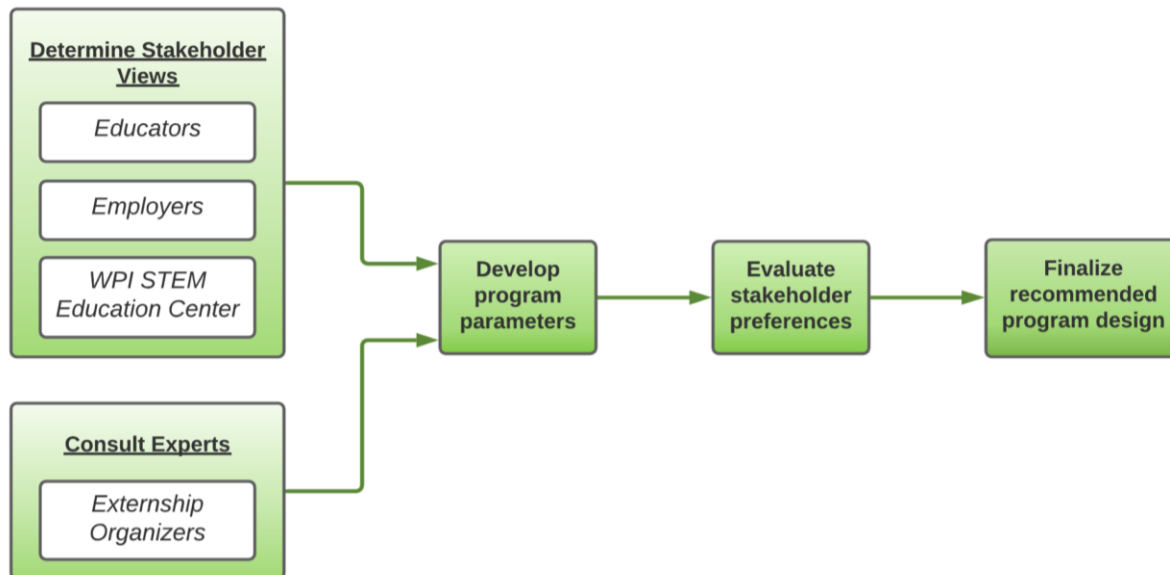 Determine Stakeholder
Views
Educators
Employers
WPI STEM
Education Center
Consult Experts
Externship
Organizers
Develop
program
parameters
Evaluate
stakeholder
preferences
Finalize
recommended
program design